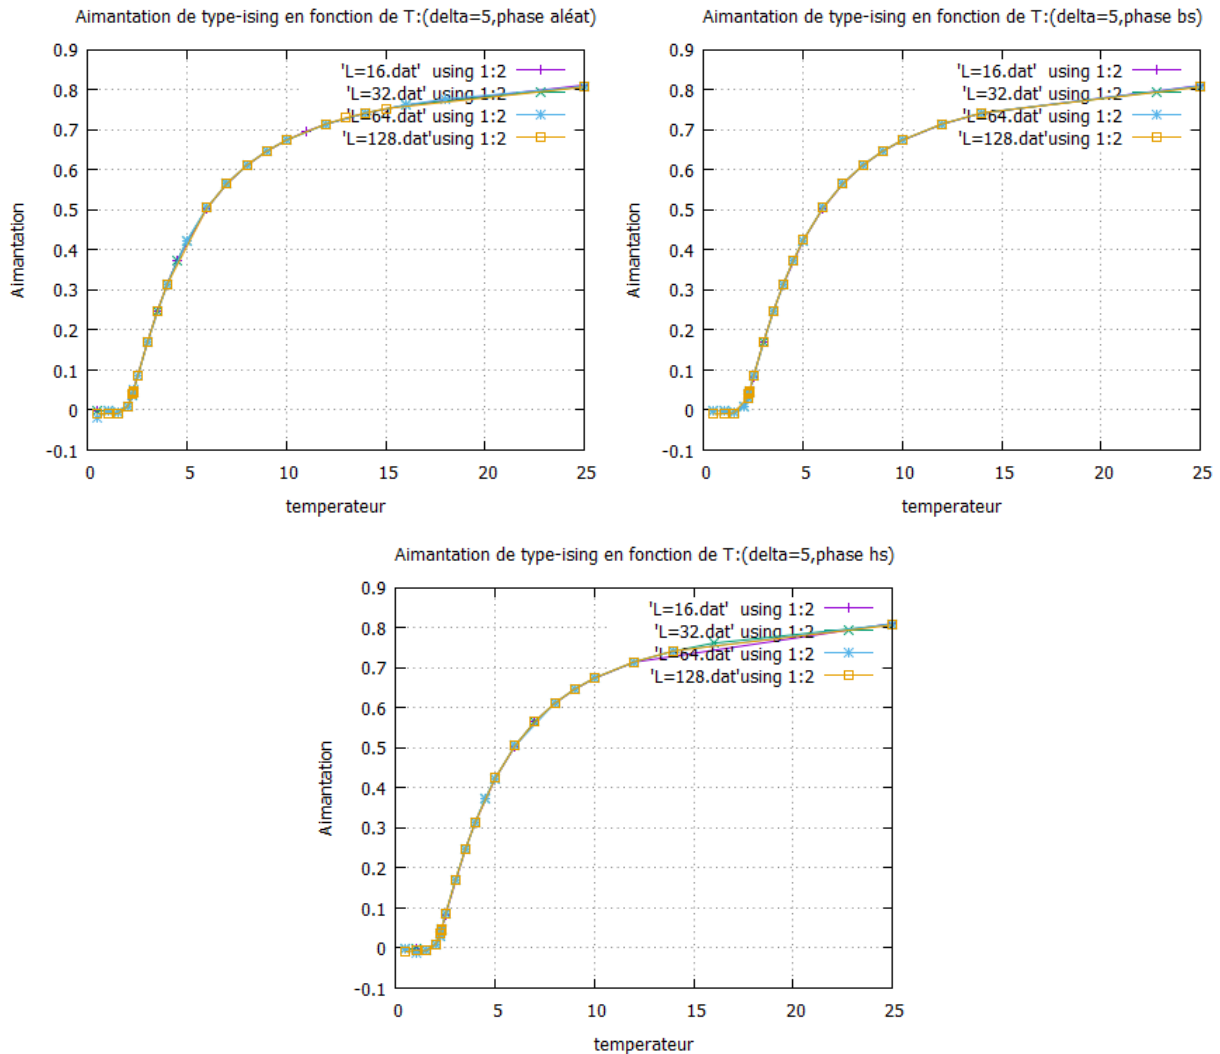 Aimantation de type-ising en fonction de T:(delta=5,phase aléat)
0.9
0.8
0.7
0.6
0.5
0.4
0.3
0.2
0.1
0
-0.1
Aimantation
'L=16.dat' using 1:2
'L=32.dat' using 1:2
'L=64.dat' using 1:2
'L=128.dat'using 1:2
0 5 10 15 20 25
temperateur
Aimantation de type-ising en fonction de T:(delta=5,phase bs)
0.9
0.8
0.7
0.6
0.5
0.4
0.3
0.2
0.1
0
-0.1
Aimantation
'L=16.dat' using 1:2
'L=32.dat' using 1:2
'L=64.dat' using 1:2
'L=128.dat'using 1:2
0 5 10 15 20 25
temperateur
Aimantation de type-ising en fonction de T:(delta=5,phase hs)
0.9
0.8
0.7
0.6
0.5
0.4
0.3
0.2
0.1
0
-0.1
Aimantation
'L=16.dat' using 1:2
'L=32.dat' using 1:2
'L=64.dat' using 1:2
'L=128.dat'using 1:2
0 5 10 15 20 25
temperateur